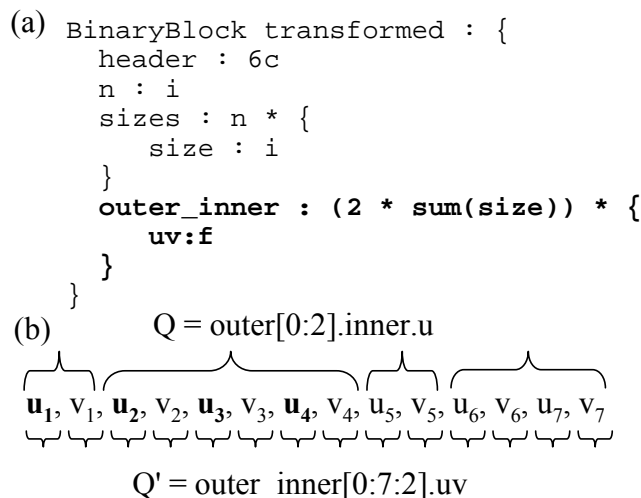 (a) BinaryBlock transformed : {
header : 6c
n : i
sizes : n * {
size : i
}
outer_inner : (2 * sum(size)) * {
uv:f
}
}
(b) Q = outer[0:2].inner.u
u1, v1, u2, v2, u3, v3, u4, v4, u5, v5, u6, v6, u7, v7
Q' = outer_inner[0:7:2].uv